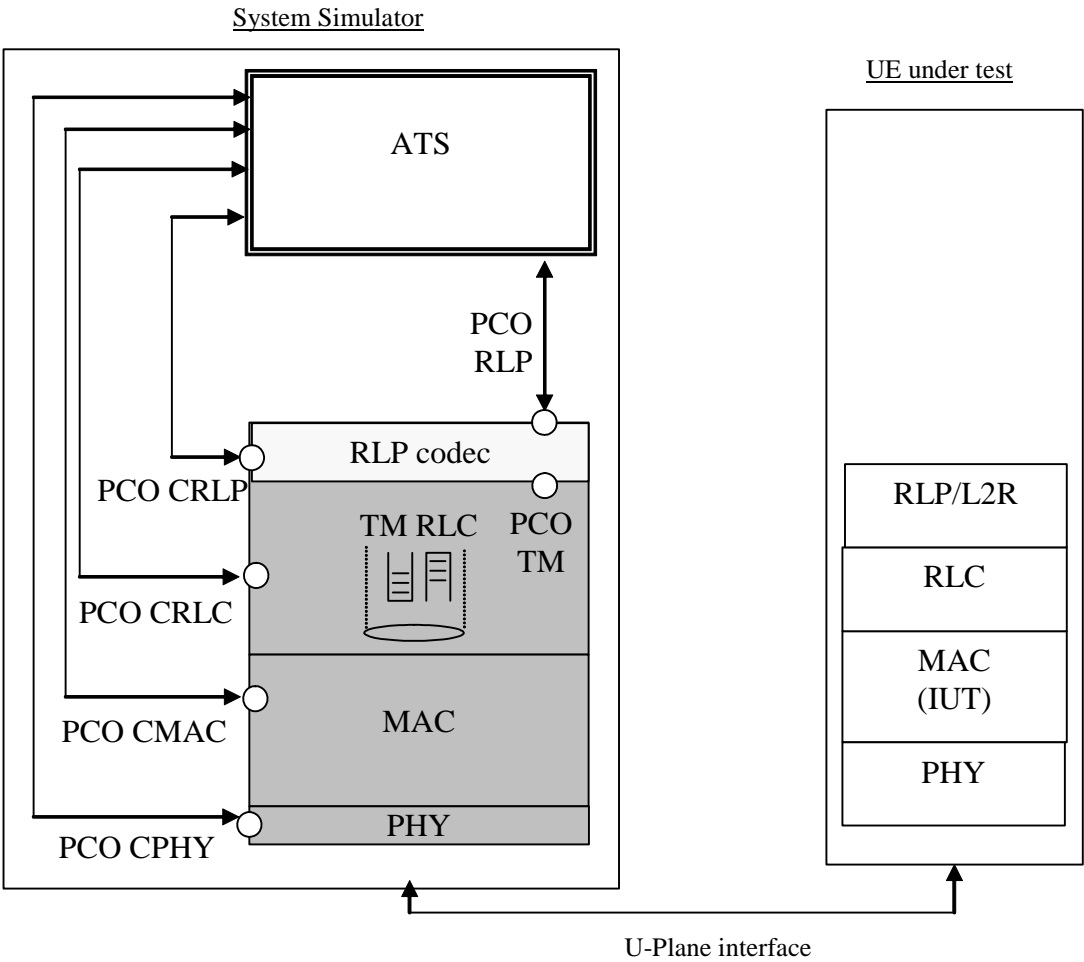 System Simulator
UE under test
ATS
PCO
RLP
RLP codec
PCO CRLP
TM RLC
PCO
TM
PCO CRLC
MAC
PCO CMAC
PHY
PCO CPHY
RLP/L2R
RLC
MAC
(IUT)
PHY
U-Plane interface